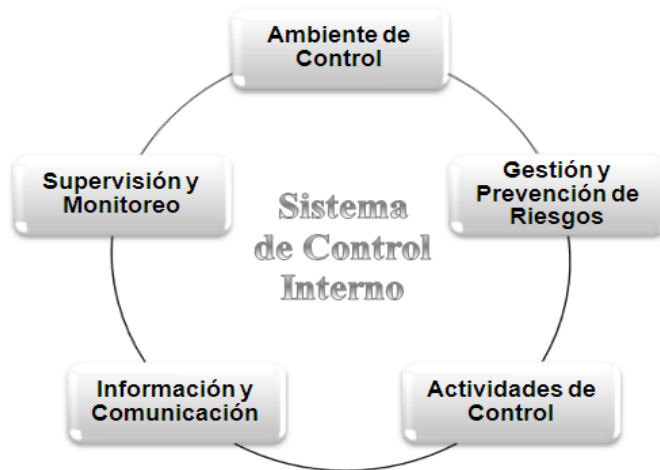 Ambiente de
Control
Gestión y
Prevención de
Riesgos
Actividades de
Control
Información y
Comunicación
Supervisión y
Monitoreo
Sistema
de Control
Interno